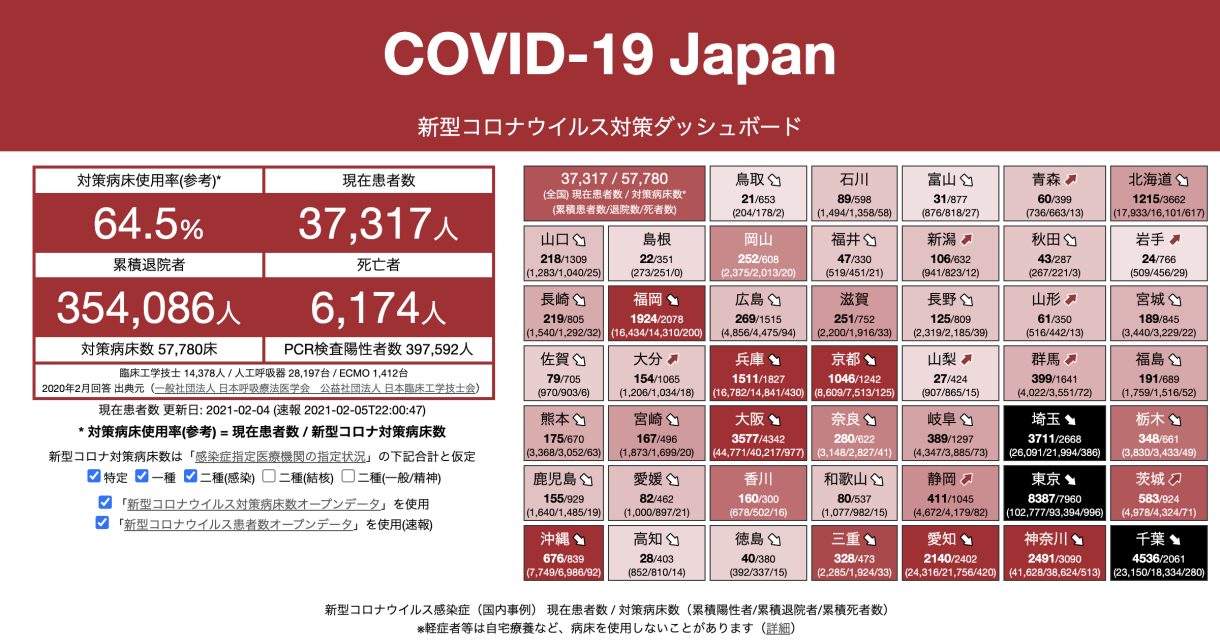 COVID-19 Japan
新型コロナウイルス対策ダッシュボード
対策病床使用率(参考)*
現在患者数
64.5%
37,317人
累積退院者
死亡者
354,086人
6,174人
対策病床数 57,780床
PCR検査陽性者数 397,592人
臨床工学技士 14,378人 / 人工呼吸器 28,197台 / ECMO 1,412台
2020年2月回答 出典元（一般社団法人 日本呼吸療法医学会　公益社団法人 日本臨床工学技士会）
現在患者数 更新日: 2021-02-04 (速報 2021-02-05T22:00:47)
* 対策病床使用率(参考) = 現在患者数 / 新型コロナ対策病床数
新型コロナ対策病床数は「感染症指定医療機関の指定状況」の下記合計と仮定
特定 一種 二種(感染) 二種(結核) 二種(一般/精神)
「新型コロナウイルス対策病床数オープンデータ」を使用
「新型コロナウイルス患者数オープンデータ」を使用(速報)
37,317 / 57,780
(全国) 現在患者数 / 対策病床数*
(累積患者数/退院数/死者数)
鳥取
21/653
(204/178/2)
石川
89/598
(1,494/1,358/58)
富山
31/877
(876/818/27)
青森
60/399
(736/663/13)
北海道
1215/3662
(17,933/16,101/617)
山口
218/1309
(1,283/1,040/25)
島根
22/351
(273/251/0)
岡山
252/608
(2,375/2,013/20)
福井
47/330
(519/451/21)
新潟
106/632
(941/823/12)
秋田
43/287
(267/221/3)
岩手
24/766
(509/456/29)
長崎
219/805
(1,540/1,292/32)
福岡
1924/2078
(16,434/14,310/200)
広島
269/1515
(4,856/4,475/94)
滋賀
251/752
(2,200/1,916/33)
長野
125/809
(2,319/2,185/39)
山形
61/350
(516/442/13)
宮城
189/845
(3,440/3,229/22)
佐賀
79/705
(970/903/6)
大分
154/1065
(1,206/1,034/18)
兵庫
1511/1827
(16,782/14,841/430)
京都
1046/1242
(8,609/7,513/125)
山梨
27/424
(907/865/15)
群馬
399/1641
(4,022/3,551/72)
福島
191/689
(1,759/1,516/52)
熊本
175/670
(3,368/3,052/63)
宮崎
167/496
(1,873/1,699/20)
大阪
3577/4342
(44,771/40,217/977)
奈良
280/622
(3,148/2,827/41)
岐阜
389/1297
(4,347/3,885/73)
埼玉
3711/2668
(26,091/21,994/386)
栃木
348/661
(3,830/3,433/49)
鹿児島
155/929
(1,640/1,485/19)
愛媛
82/462
(1,000/897/21)
香川
160/300
(678/502/16)
和歌山
80/537
(1,077/982/15)
静岡
411/1045
(4,672/4,179/82)
東京
8387/7960
(102,777/93,394/996)
茨城
583/924
(4,978/4,324/71)
沖縄
676/839
(7,749/6,986/92)
高知
28/403
(852/810/14)
徳島
40/380
(392/337/15)
三重
328/473
(2,285/1,924/33)
愛知
2140/2402
(24,316/21,756/420)
神奈川
2491/3090
(41,628/38,624/513)
千葉
4536/2061
(23,150/18,334/280)
新型コロナウイルス感染症（国内事例） 現在患者数 / 対策病床数（累積陽性者/累積退院者/累積死者数）
※軽症者等は自宅療養など、病床を使用しないことがあります（詳細）